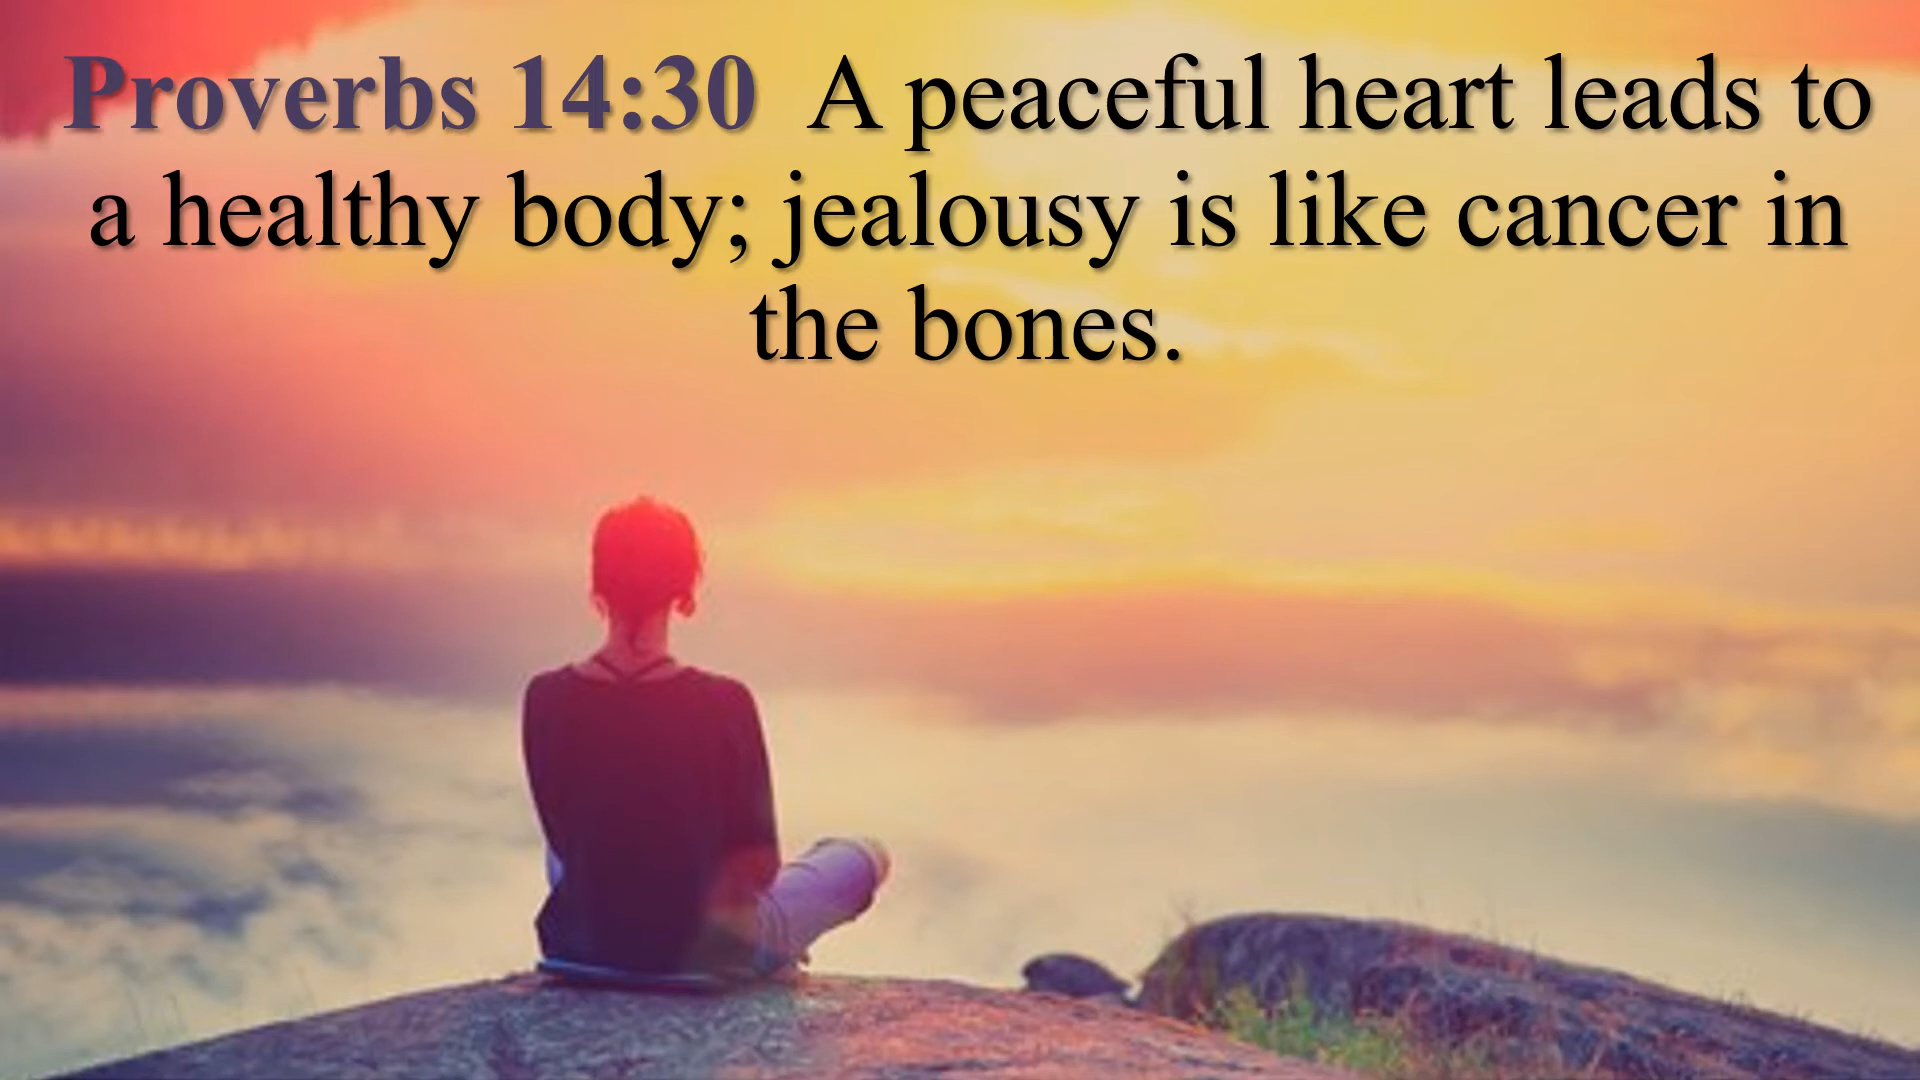 Proverbs 14:30  A peaceful heart leads to
a healthy body; jealousy is like cancer in
the bones.